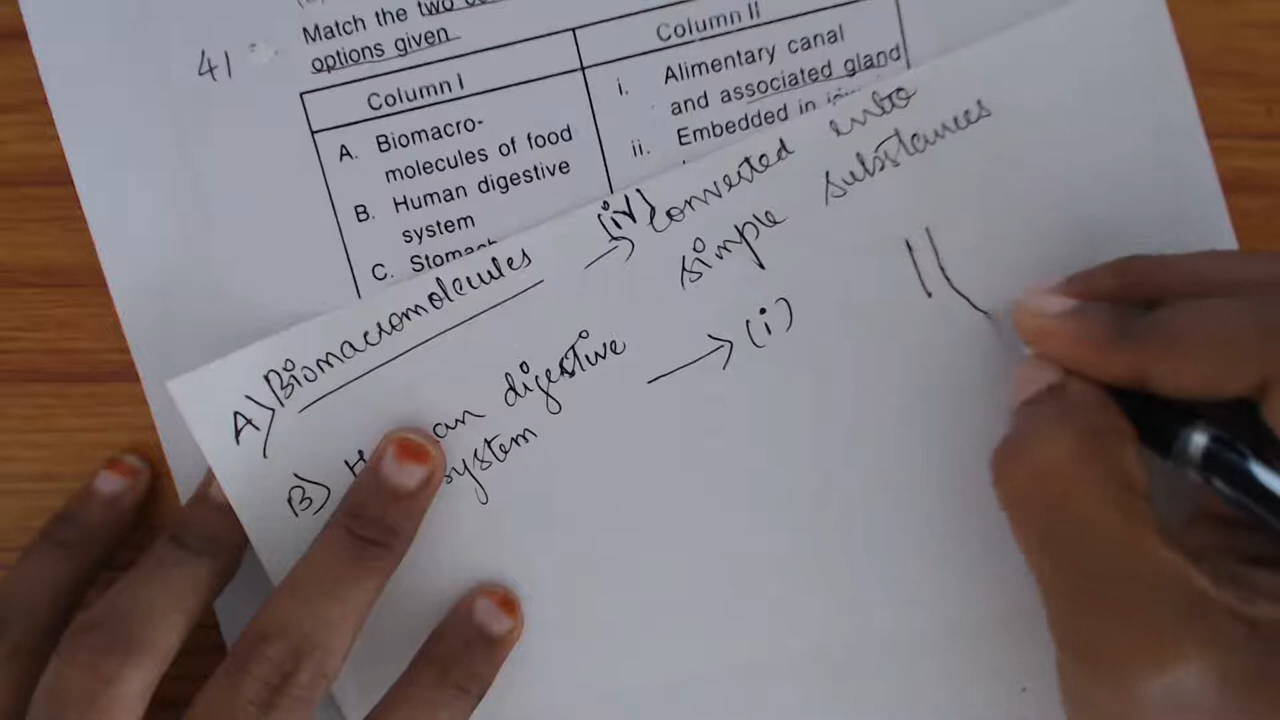 41
Match the two
options given
Column I
Column II
A. Biomacro-
molecules of food
B. Human digestive
system
C. Stomach
i. Alimentary canal
and associated gland
ii. Embedded in
A) Biomacromolecules → (iv) Converted into
simple substances
B) an digestive
system → (i)